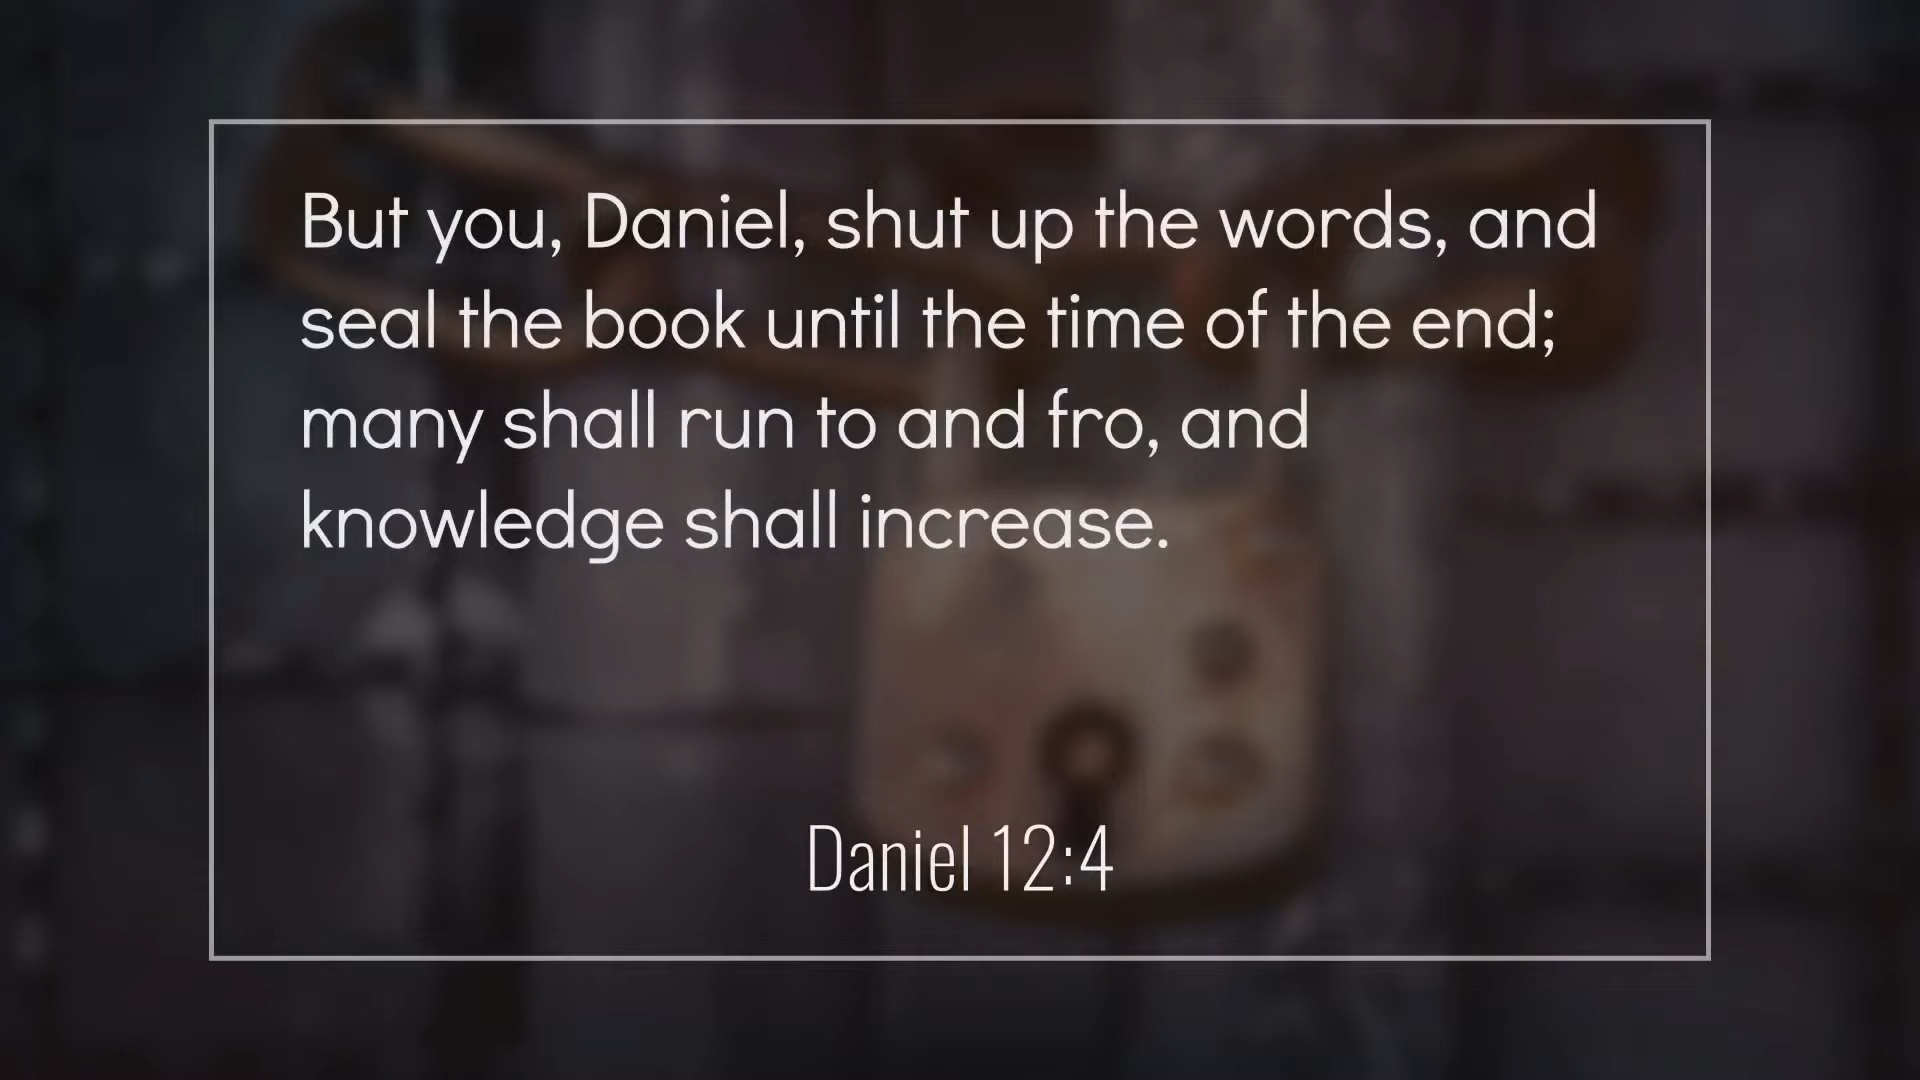 But you, Daniel, shut up the words, and
seal the book until the time of the end;
many shall run to and fro, and
knowledge shall increase.
Daniel 12:4